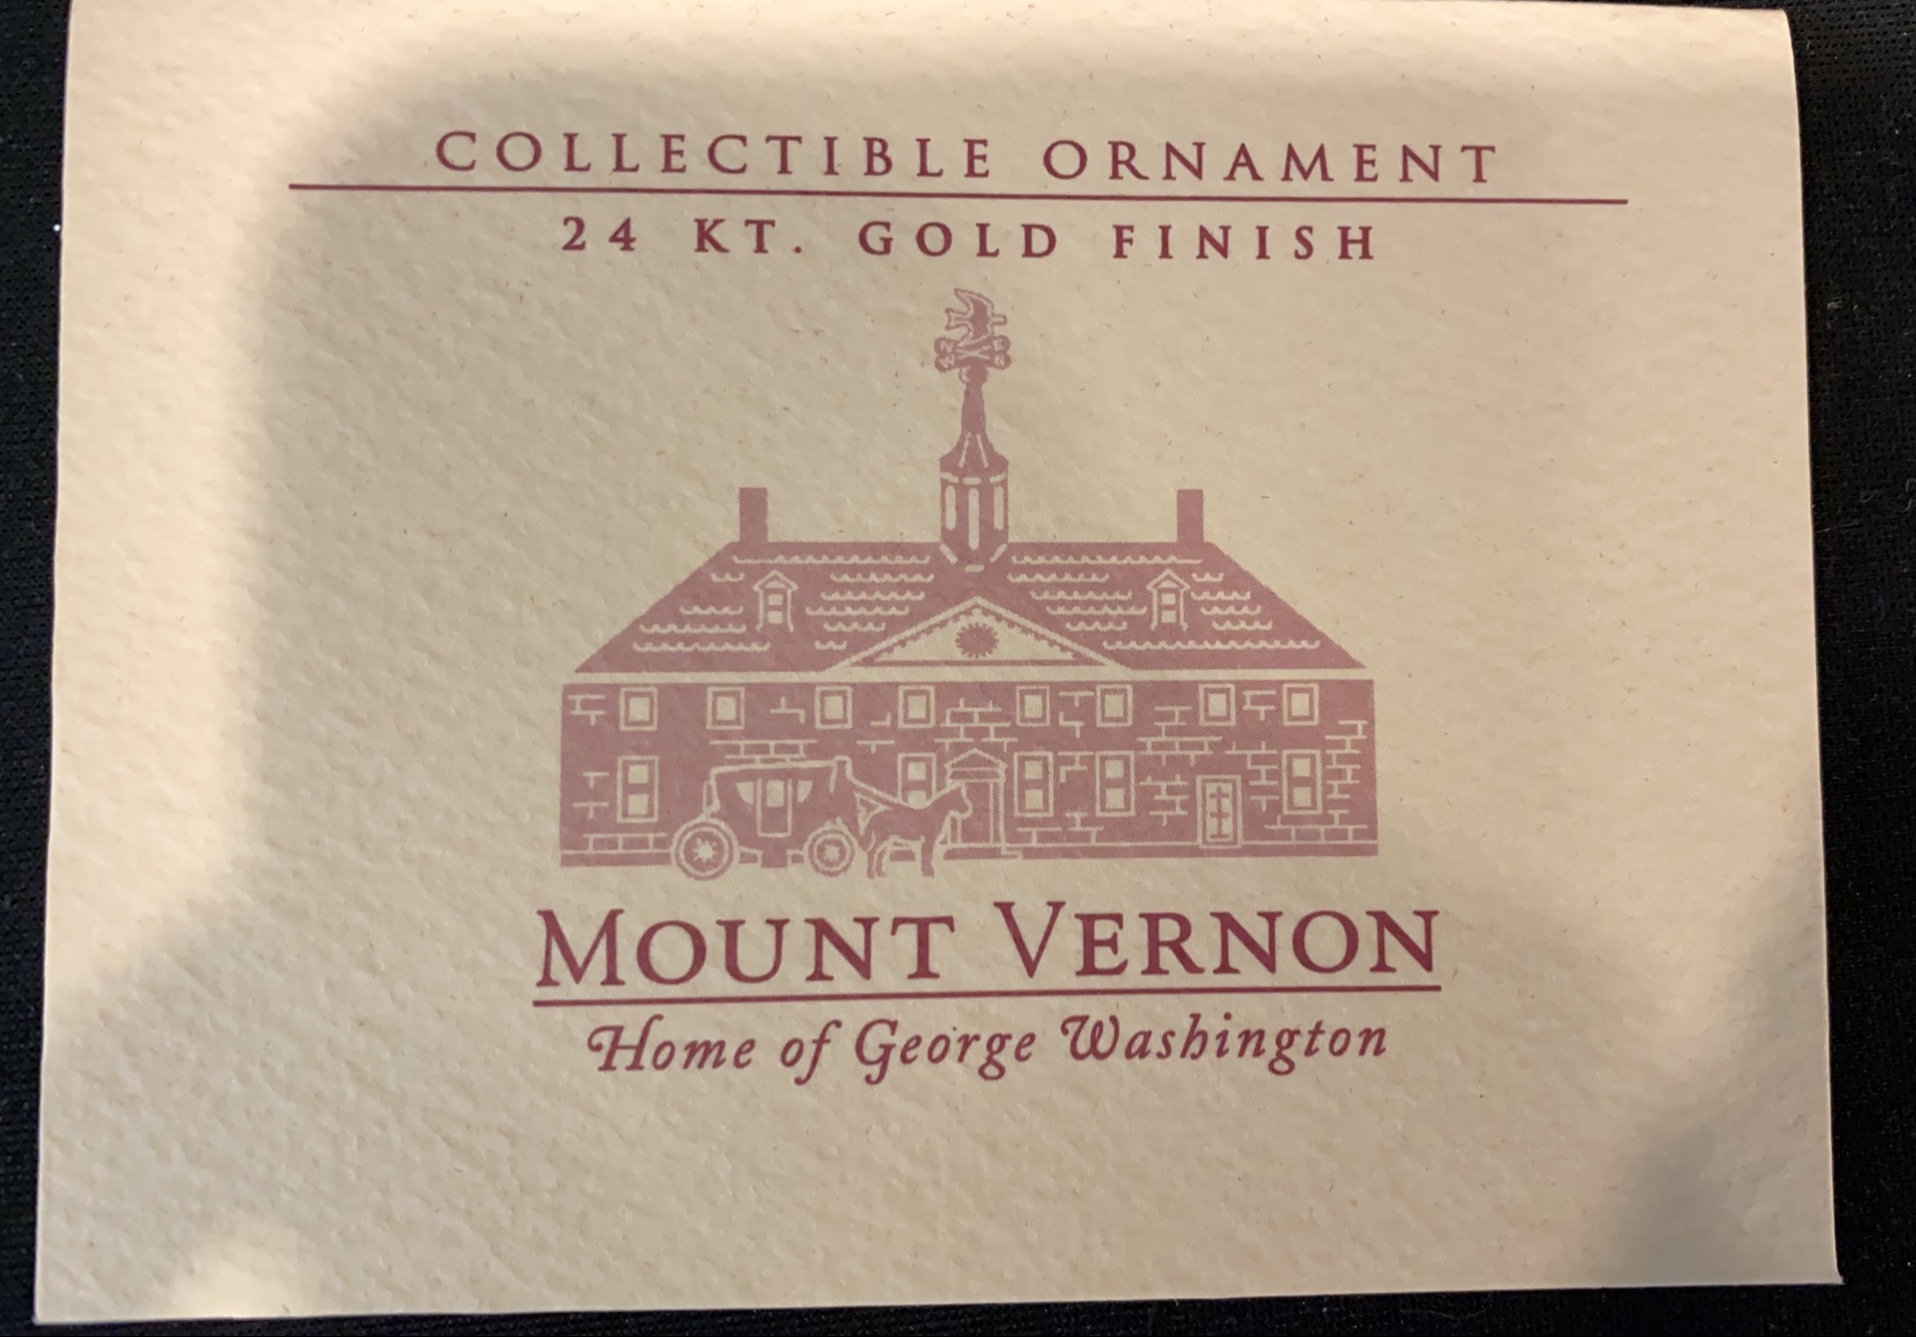 COLLECTIBLE ORNAMENT
24 KT. GOLD FINISH
N E
W S
MOUNT VERNON
Home of George Washington